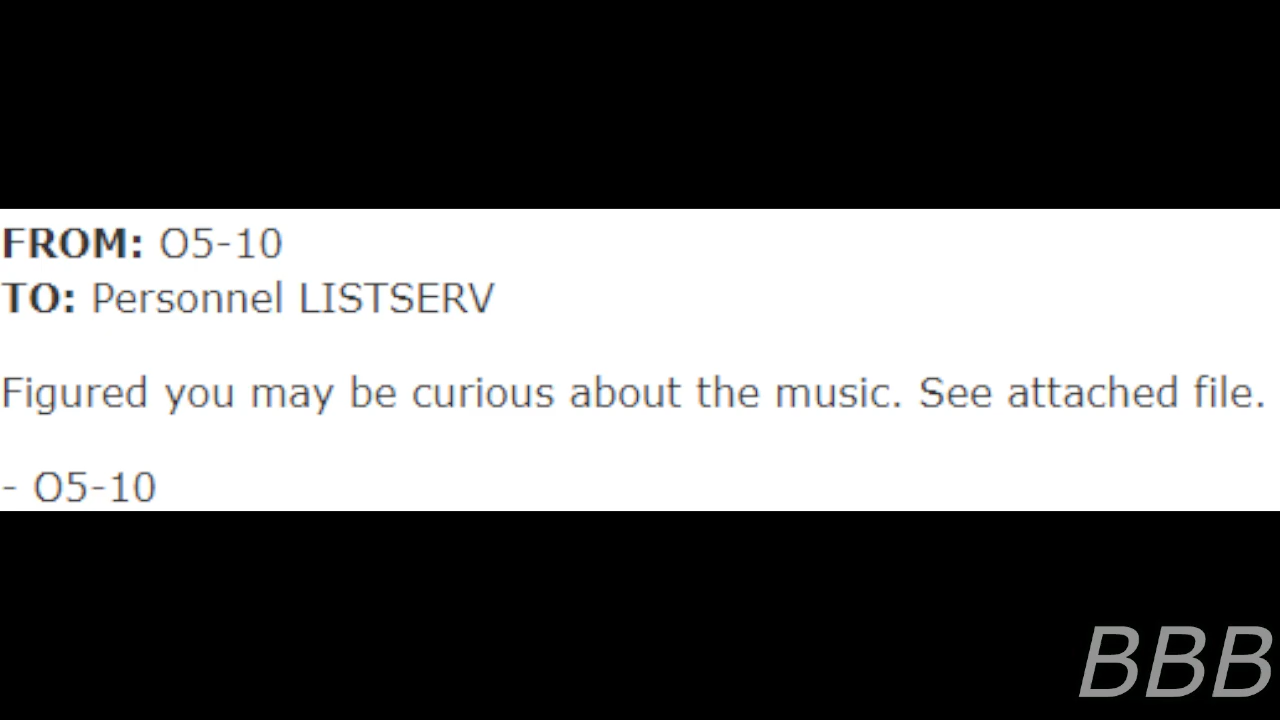 FROM: O5-10
TO: Personnel LISTSERV
Figured you may be curious about the music. See attached file.
- O5-10
BBB